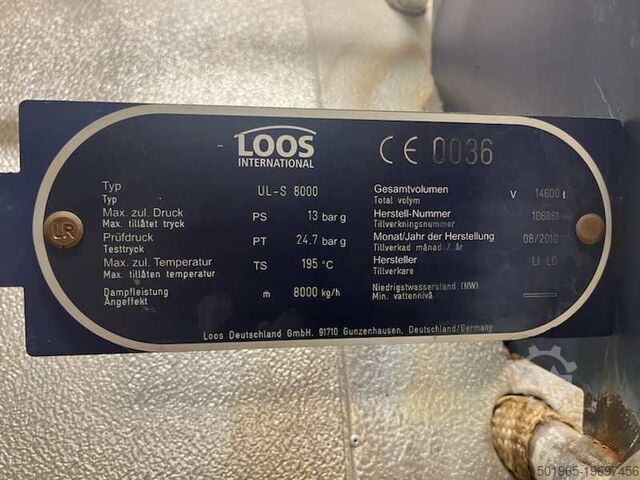 LOOS
INTERNATIONAL
CE 0036
Typ UL-S 8000
Typ
Max. zul. Druck PS 13 bar g
Max. tillåtet tryck
Prüfdruck PT 24.7 bar g
Testtryck
Max. zul. Temperatur TS 195 °C
Max. tillåten temperatur
Dampfleistung ṁ 8000 kg/h
Ångeffekt
Gesamtvolumen V 14600 l
Total volym
Herstell-Nummer 106861
Tillverkningsnummer
Monat/Jahr der Herstellung 08/2010
Tillverkad månad / år
Hersteller LI LO
Tillverkare
Niedrigstwasserstand (NW)
Min. vattennivå
Loos Deutschland GmbH. 91710 Gunzenhausen, Deutschland/Germany
UR
501965-19697456